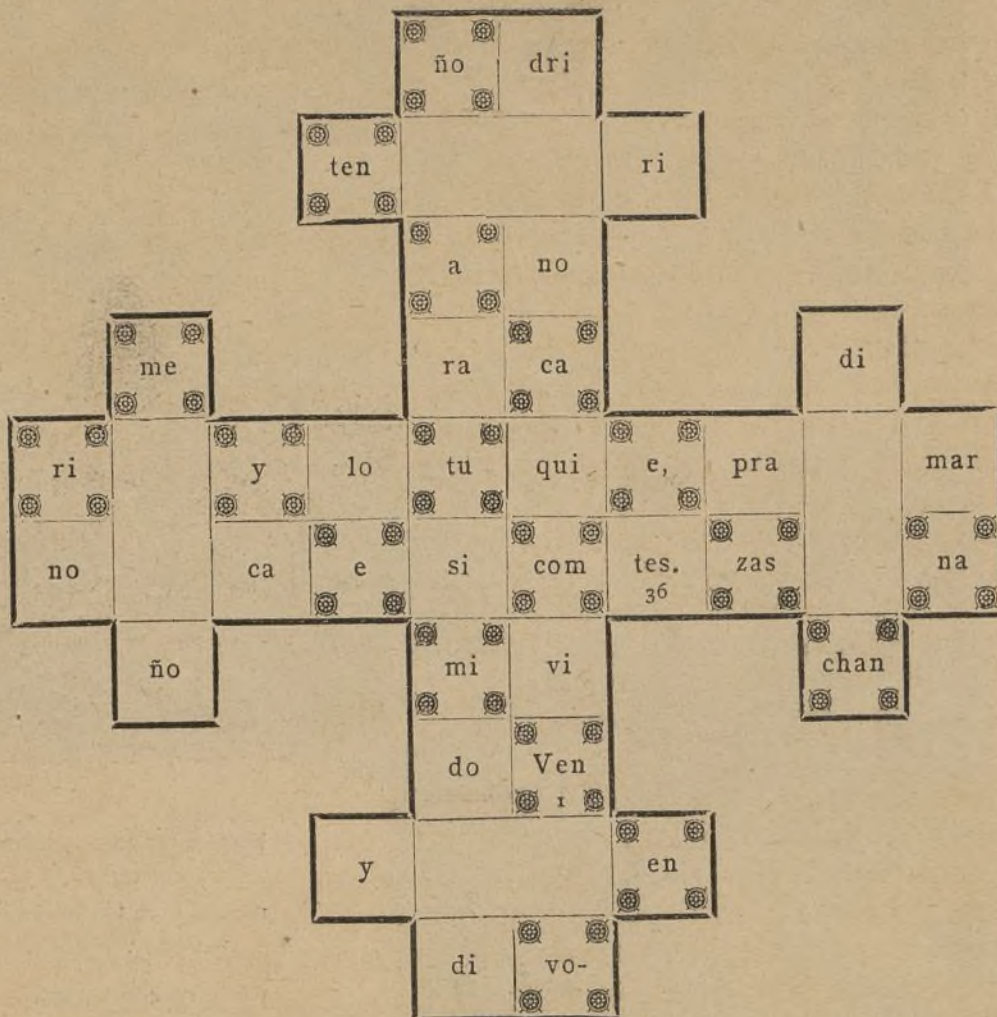 ño dri
ten ri
a no
me ra ca di
ri y lo tu qui e, pra mar
no ca e si com tes. zas na
36
ño mi vi chan
do Ven
1
y en
di vo-